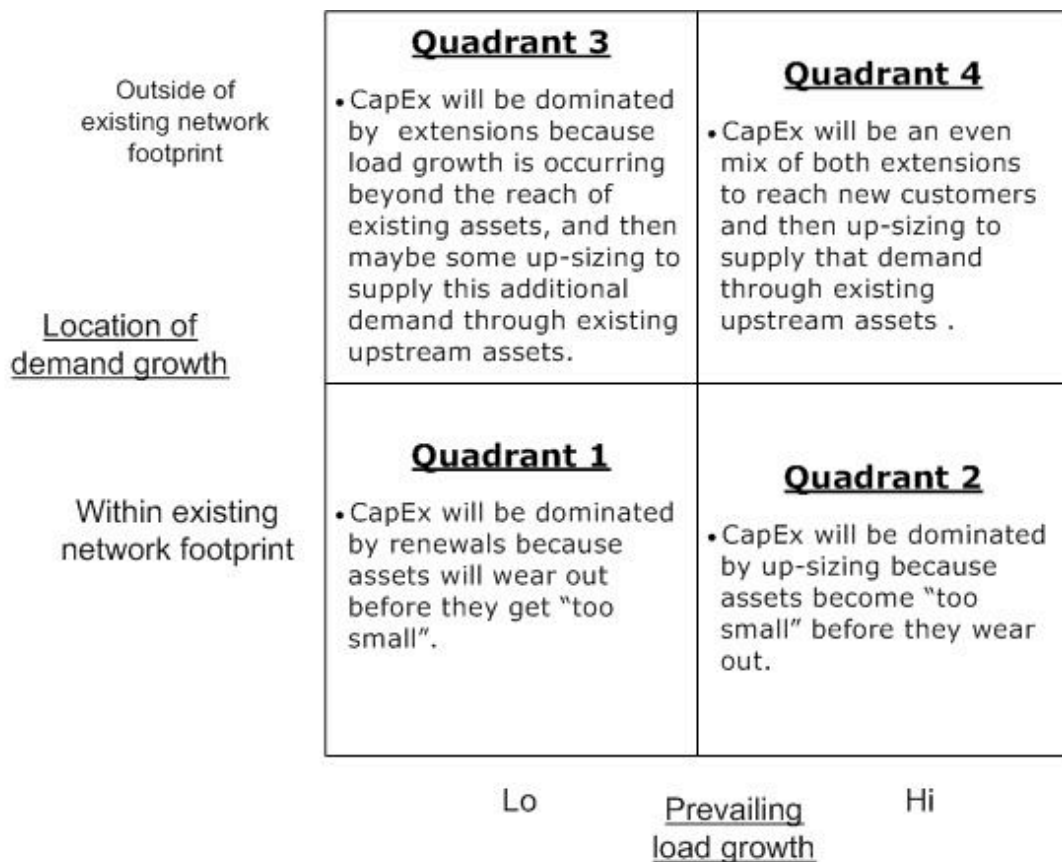 Outside of
existing network
footprint
Location of
demand growth
Within existing
network footprint
Quadrant 3
• CapEx will be dominated
by extensions because
load growth is occurring
beyond the reach of
existing assets, and then
maybe some up-sizing to
supply this additional
demand through existing
upstream assets.
Quadrant 4
• CapEx will be an even
mix of both extensions
to reach new customers
and then up-sizing to
supply that demand
through existing
upstream assets .
Quadrant 1
• CapEx will be dominated
by renewals because
assets will wear out
before they get “too
small”.
Quadrant 2
• CapEx will be dominated
by up-sizing because
assets become “too
small” before they wear
out.
Lo
Prevailing
load growth
Hi